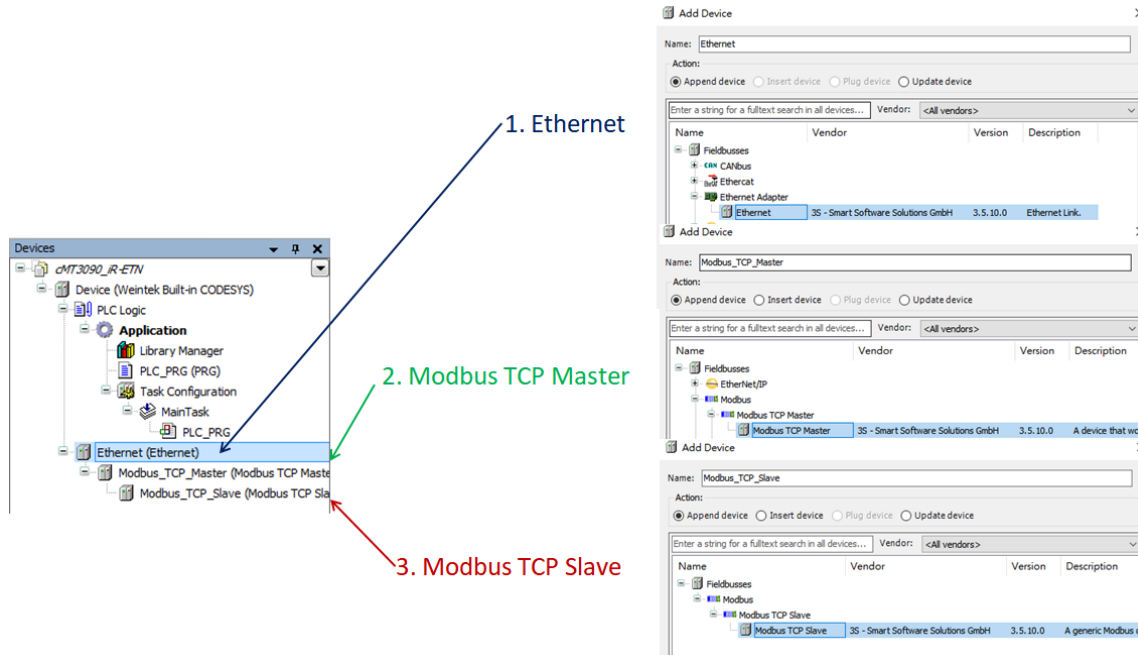 Devices
cMT3090_iR-ETN
Device (Weintek Built-in CODESYS)
PLC Logic
Application
Library Manager
PLC_PRG (PRG)
Task Configuration
MainTask
PLC_PRG
Ethernet (Ethernet)
Modbus_TCP_Master (Modbus TCP Maste
Modbus_TCP_Slave (Modbus TCP Sla
1. Ethernet
2. Modbus TCP Master
3. Modbus TCP Slave
Add Device
Name: Ethernet
Action:
Append device Insert device Plug device Update device
Enter a string for a fulltext search in all devices... Vendor: <All vendors>
Name Vendor Version Description
Fieldbusses
CAN CANbus
Ethercat
Ethernet Adapter
Ethernet 3S - Smart Software Solutions GmbH 3.5.10.0 Ethernet Link.
Add Device
Name: Modbus_TCP_Master
Action:
Append device Insert device Plug device Update device
Enter a string for a fulltext search in all devices... Vendor: <All vendors>
Name Vendor Version Description
Fieldbusses
EtherNet/IP
Modbus
Modbus TCP Master
Modbus TCP Master 3S - Smart Software Solutions GmbH 3.5.10.0 A device that wo
Add Device
Name: Modbus_TCP_Slave
Action:
Append device Insert device Plug device Update device
Enter a string for a fulltext search in all devices... Vendor: <All vendors>
Name Vendor Version Description
Fieldbusses
Modbus
Modbus TCP Slave
Modbus TCP Slave 3S - Smart Software Solutions GmbH 3.5.10.0 A generic Modbus